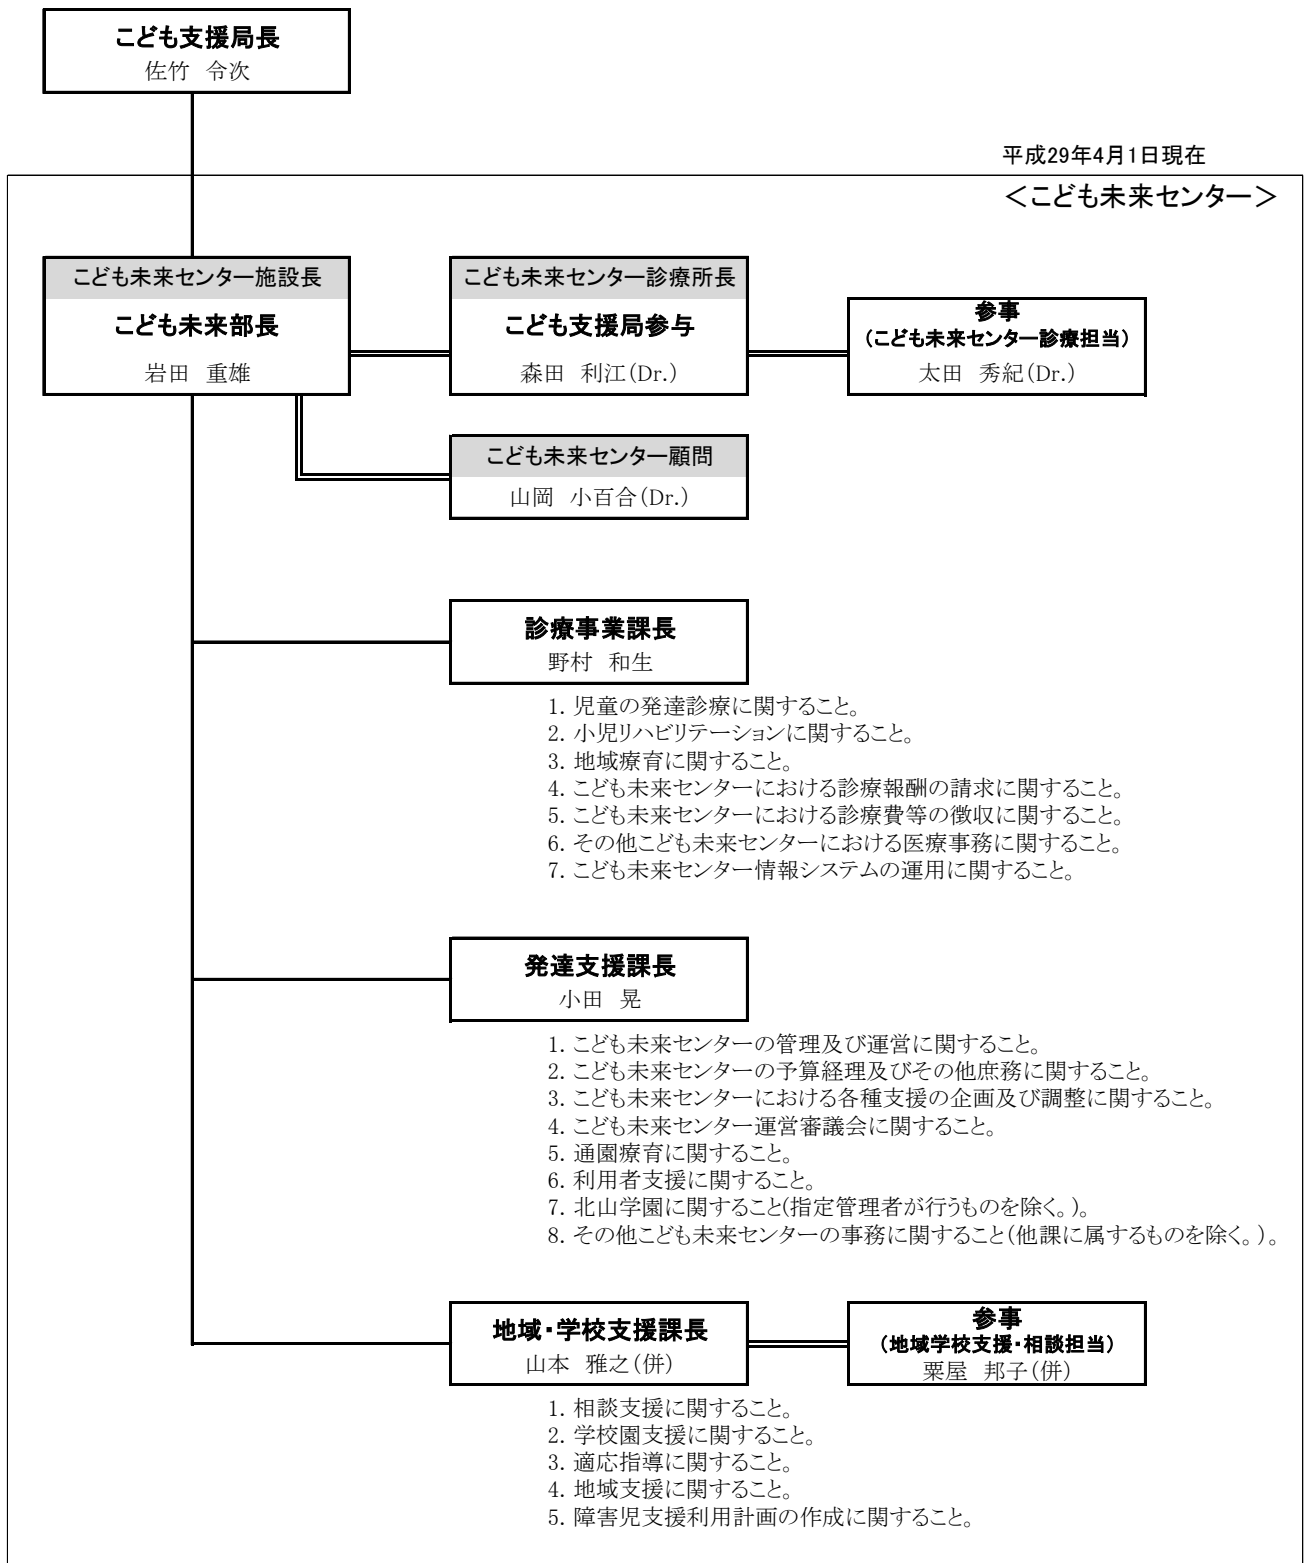 こども支援局長
佐竹　令次
平成29年4月1日現在
＜こども未来センター＞
こども未来センター施設長
こども未来部長
岩田　重雄
こども未来センター診療所長
こども支援局参与
森田　利江（Dr.）
参事
（こども未来センター診療担当）
太田　秀紀（Dr.）
こども未来センター顧問
山岡　小百合（Dr.）
診療事業課長
野村　和生
1. 児童の発達診療に関すること。
2. 小児リハビリテーションに関すること。
3. 地域療育に関すること。
4. こども未来センターにおける診療報酬の請求に関すること。
5. こども未来センターにおける診療費等の徴収に関すること。
6. その他こども未来センターにおける医療事務に関すること。
7. こども未来センター情報システムの運用に関すること。
発達支援課長
小田　晃
1. こども未来センターの管理及び運営に関すること。
2. こども未来センターの予算経理及びその他庶務に関すること。
3. こども未来センターにおける各種支援の企画及び調整に関すること。
4. こども未来センター運営審議会に関すること。
5. 通園療育に関すること。
6. 利用者支援に関すること。
7. 北山学園に関すること(指定管理者が行うものを除く。)。
8. その他こども未来センターの事務に関すること（他課に属するものを除く。）。
地域・学校支援課長
山本　雅之（併）
参事
（地域学校支援・相談担当）
粟屋　邦子（併）
1. 相談支援に関すること。
2. 学校園支援に関すること。
3. 適応指導に関すること。
4. 地域支援に関すること。
5. 障害児支援利用計画の作成に関すること。